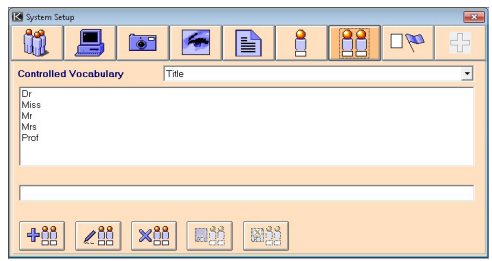 System Setup
Controlled Vocabulary Title
Dr
Miss
Mr
Mrs
Prof